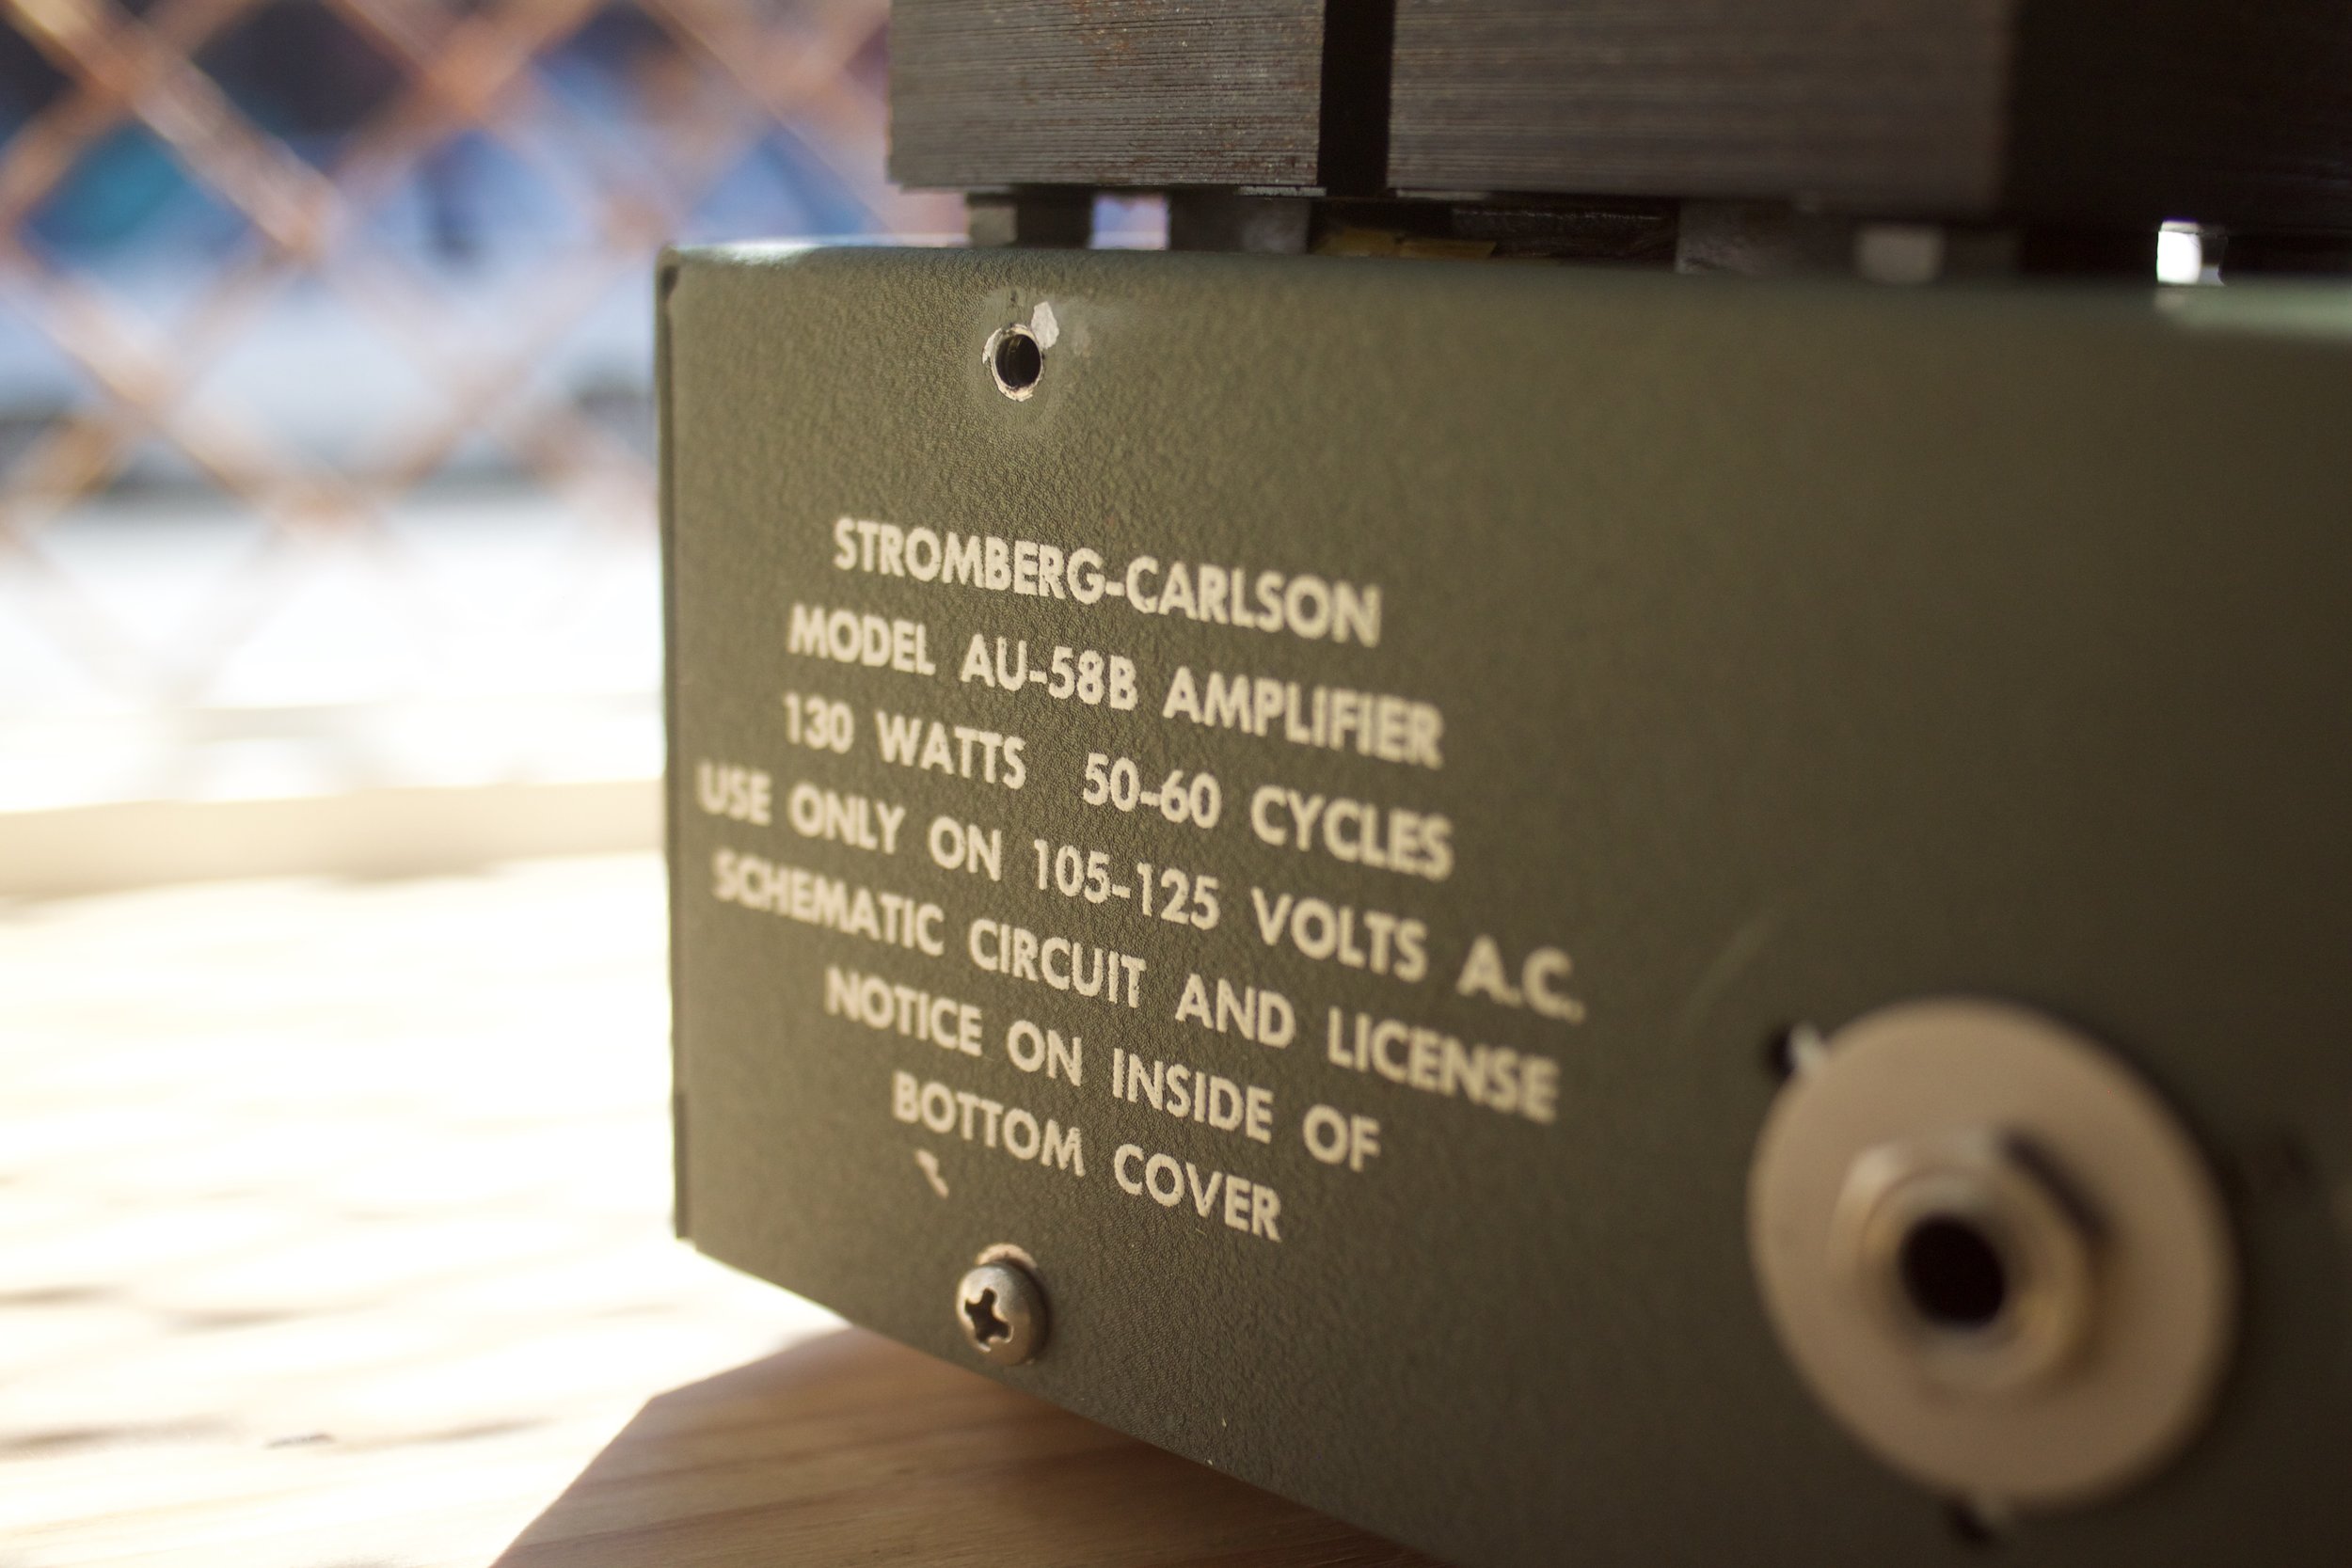 STROMBERG-CARLSON
MODEL AU-58B AMPLIFIER
130 WATTS 50-60 CYCLES
USE ONLY ON 105-125 VOLTS A.C.
SCHEMATIC CIRCUIT AND LICENSE
NOTICE ON INSIDE OF
BOTTOM COVER